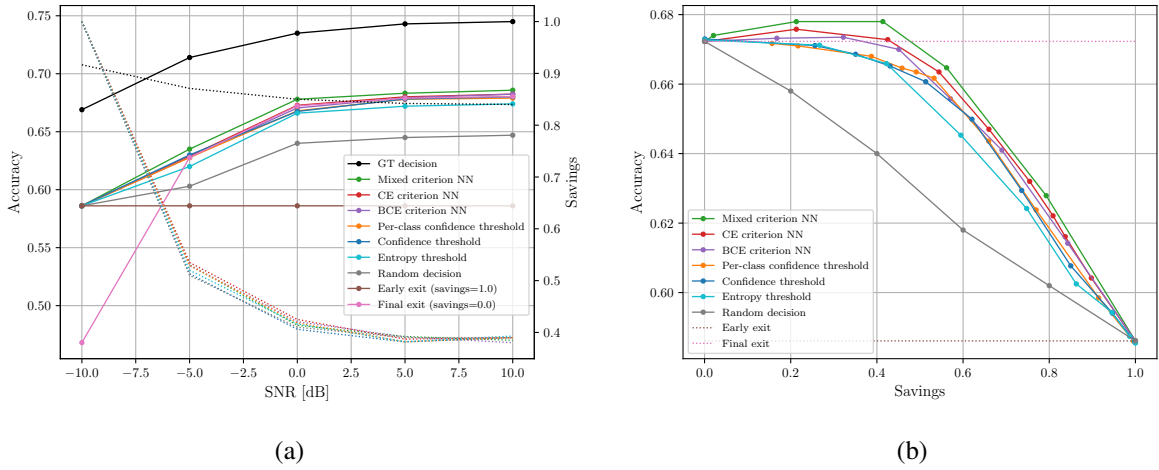 0.75
0.70
0.65
0.60
0.55
0.50
Accuracy
−10.0 −7.5 −5.0 −2.5 0.0 2.5 5.0 7.5 10.0
SNR [dB]
1.0
0.9
0.8
0.7
0.6
0.5
0.4
Savings
GT decision
Mixed criterion NN
CE criterion NN
BCE criterion NN
Per-class confidence threshold
Confidence threshold
Entropy threshold
Random decision
Early exit (savings=1.0)
Final exit (savings=0.0)
(a)
0.68
0.66
0.64
0.62
0.60
Accuracy
Mixed criterion NN
CE criterion NN
BCE criterion NN
Per-class confidence threshold
Confidence threshold
Entropy threshold
Random decision
Early exit
Final exit
0.0 0.2 0.4 0.6 0.8 1.0
Savings
(b)